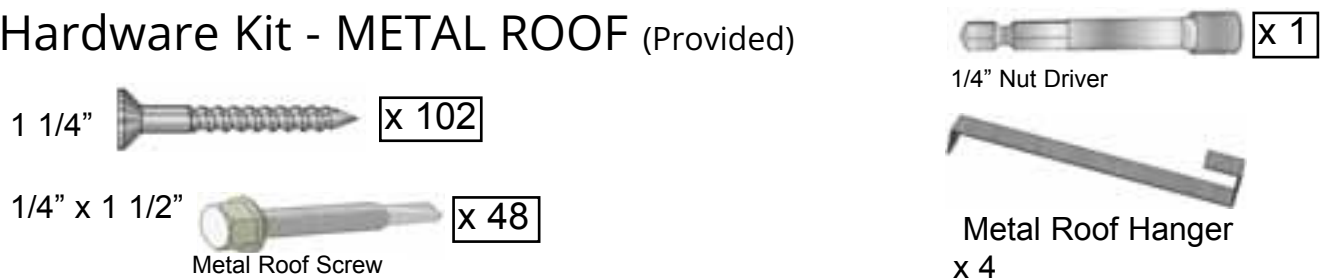 Hardware Kit - METAL ROOF (Provided)
x 1
1/4” Nut Driver
1 1/4”
x 102
1/4” x 1 1/2”
x 48
Metal Roof Screw
Metal Roof Hanger
x 4